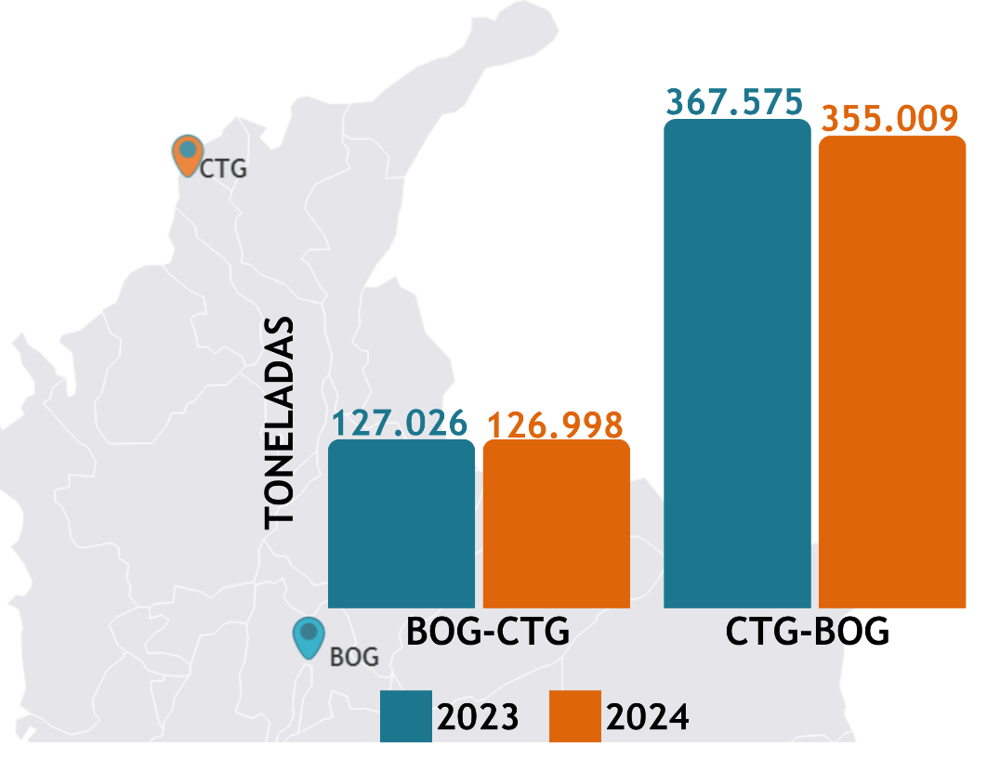 367.575
355.009
CTG
TONELADAS
127.026
126.998
BOG-CTG
CTG-BOG
BOG
2023
2024